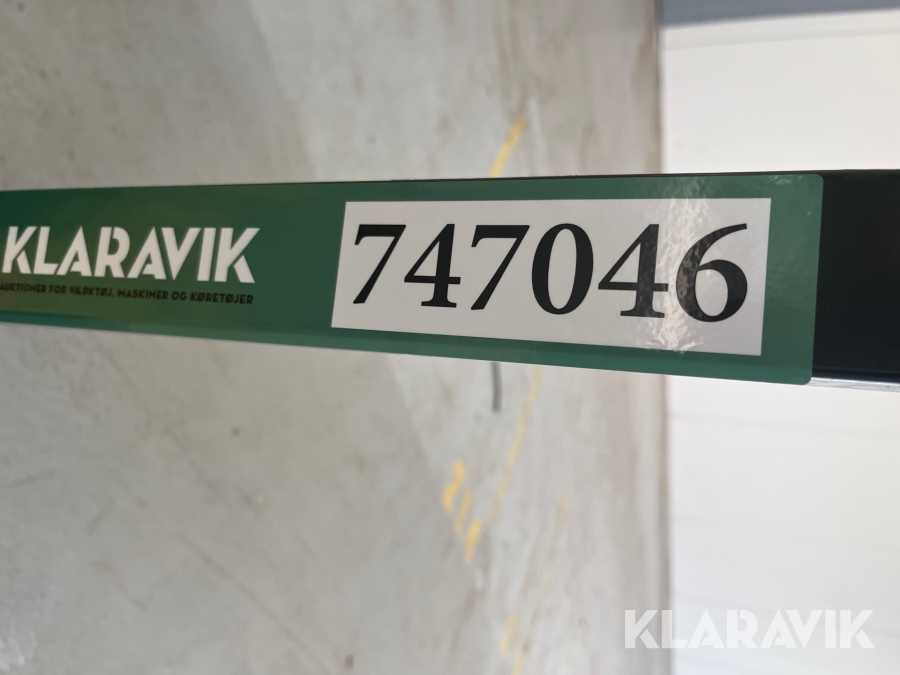 KLARAVIK
AUKTIONER FOR VÆRKTØJ, MASKINER OG KØRETØJER
747046
KLARAVIK